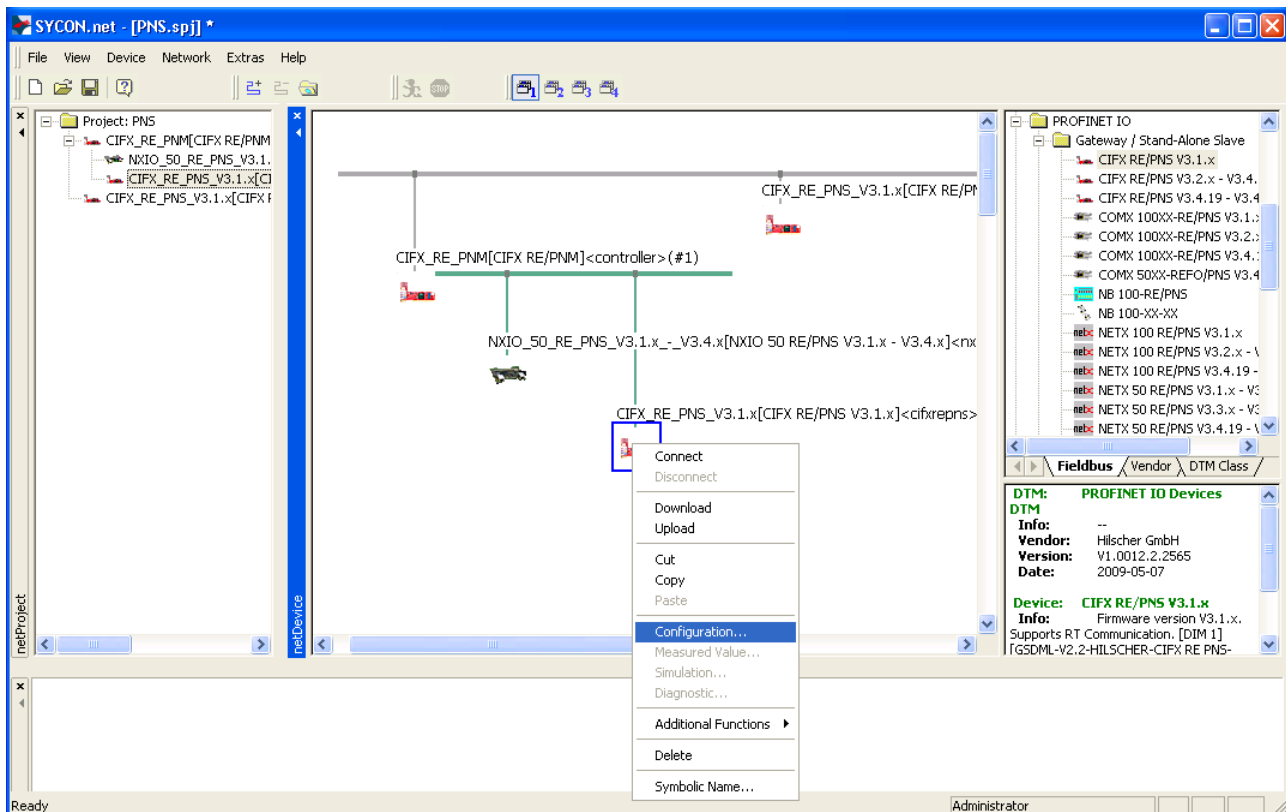 SYCON.net - [PNS.spj] *
File View Device Network Extras Help
STOP
1 2 3 4
netProject
Project: PNS
CIFX_RE_PNM[CIFX RE/PNM
NXIO_50_RE_PNS_V3.1.
CIFX_RE_PNS_V3.1.x[CI
CIFX_RE_PNS_V3.1.x[CIFX F
netDevice
CIFX_RE_PNS_V3.1.x[CIFX RE/PN
CIFX_RE_PNM[CIFX RE/PNM]<controller>(#1)
NXIO_50_RE_PNS_V3.1.x_-_V3.4.x[NXIO 50 RE/PNS V3.1.x - V3.4.x]<nx
CIFX_RE_PNS_V3.1.x[CIFX RE/PNS V3.1.x]<cifxrepns>
Connect
Disconnect
Download
Upload
Cut
Copy
Paste
Configuration...
Measured Value...
Simulation...
Diagnostic...
Additional Functions
Delete
Symbolic Name...
PROFINET IO
Gateway / Stand-Alone Slave
CIFX RE/PNS V3.1.x
CIFX RE/PNS V3.2.x - V3.4.
CIFX RE/PNS V3.4.19 - V3.4
COMX 100XX-RE/PNS V3.1.x
COMX 100XX-RE/PNS V3.2.x
COMX 100XX-RE/PNS V3.4.
COMX 50XX-REFO/PNS V3.4
NB 100-RE/PNS
NB 100-XX-XX
NETX 100 RE/PNS V3.1.x
NETX 100 RE/PNS V3.2.x - V
NETX 100 RE/PNS V3.4.19 -
NETX 50 RE/PNS V3.1.x - V3
NETX 50 RE/PNS V3.3.x - V3
NETX 50 RE/PNS V3.4.19 - V
Fieldbus Vendor DTM Class
DTM: PROFINET IO Devices
DTM
Info: --
Vendor: Hilscher GmbH
Version: V1.0012.2.2565
Date: 2009-05-07
Device: CIFX RE/PNS V3.1.x
Info: Firmware version V3.1.x.
Supports RT Communication. [DIM 1]
[GSDML-V2.2-HILSCHER-CIFX RE PNS-
Ready
Administrator